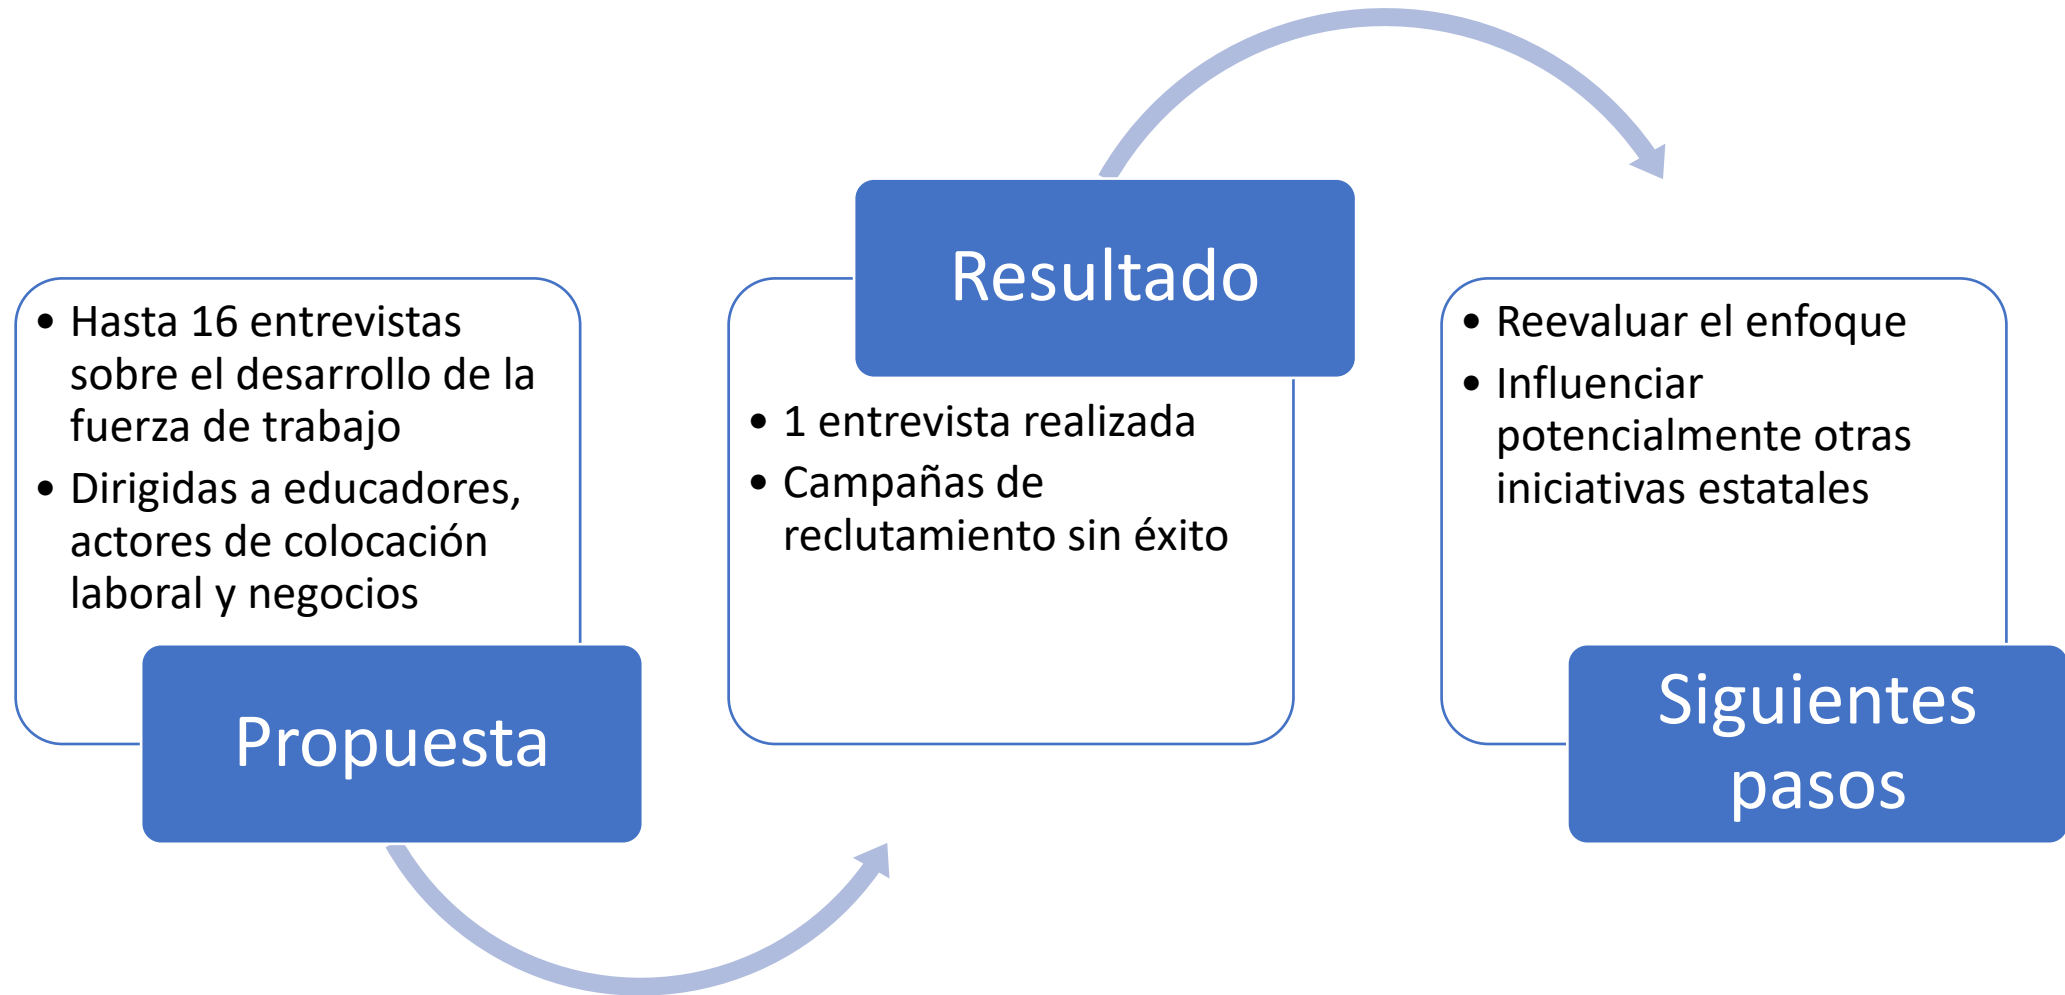 • Hasta 16 entrevistas
sobre el desarrollo de la
fuerza de trabajo
• Dirigidas a educadores,
actores de colocación
laboral y negocios
Propuesta
Resultado
• 1 entrevista realizada
• Campañas de
reclutamiento sin éxito
• Reevaluar el enfoque
• Influenciar
potencialmente otras
iniciativas estatales
Siguientes
pasos